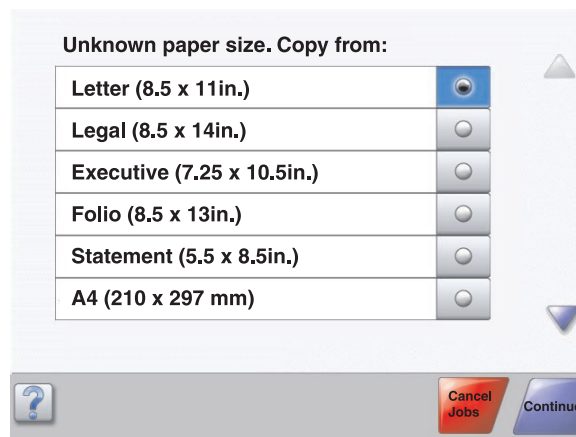 Unknown paper size. Copy from:
Letter (8.5 x 11in.)
Legal (8.5 x 14in.)
Executive (7.25 x 10.5in.)
Folio (8.5 x 13in.)
Statement (5.5 x 8.5in.)
A4 (210 x 297 mm)
?
Cancel
Jobs
Continu